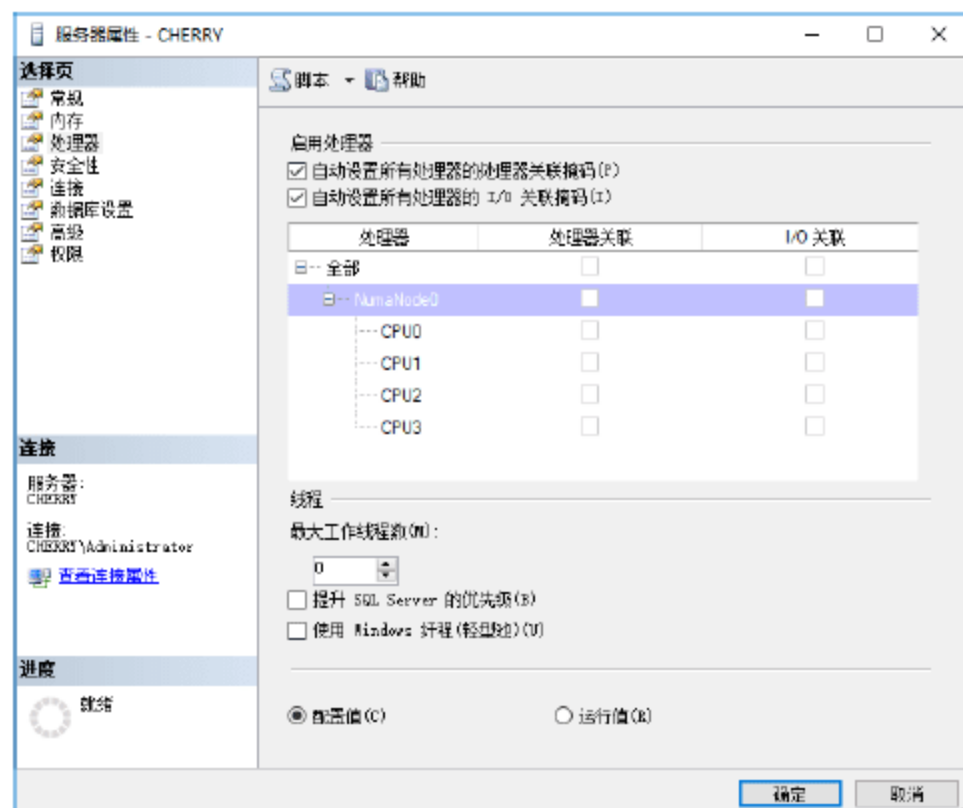 服务器属性 - CHERRY
选择页
常规
内存
处理器
安全性
连接
数据库设置
高级
权限
连接
服务器:
CHERRY
连接:
CHERRY\Administrator
查看连接属性
进度
就绪
脚本 帮助
启用处理器
自动设置所有处理器的处理器关联掩码(P)
自动设置所有处理器的 I/O 关联掩码(I)
处理器 处理器关联 I/O 关联
全部
NumaNode0
CPU0
CPU1
CPU2
CPU3
线程
最大工作线程数(M):
0
提升 SQL Server 的优先级(B)
使用 Windows 纤程(轻型池)(U)
配置值(C) 运行值(R)
确定 取消